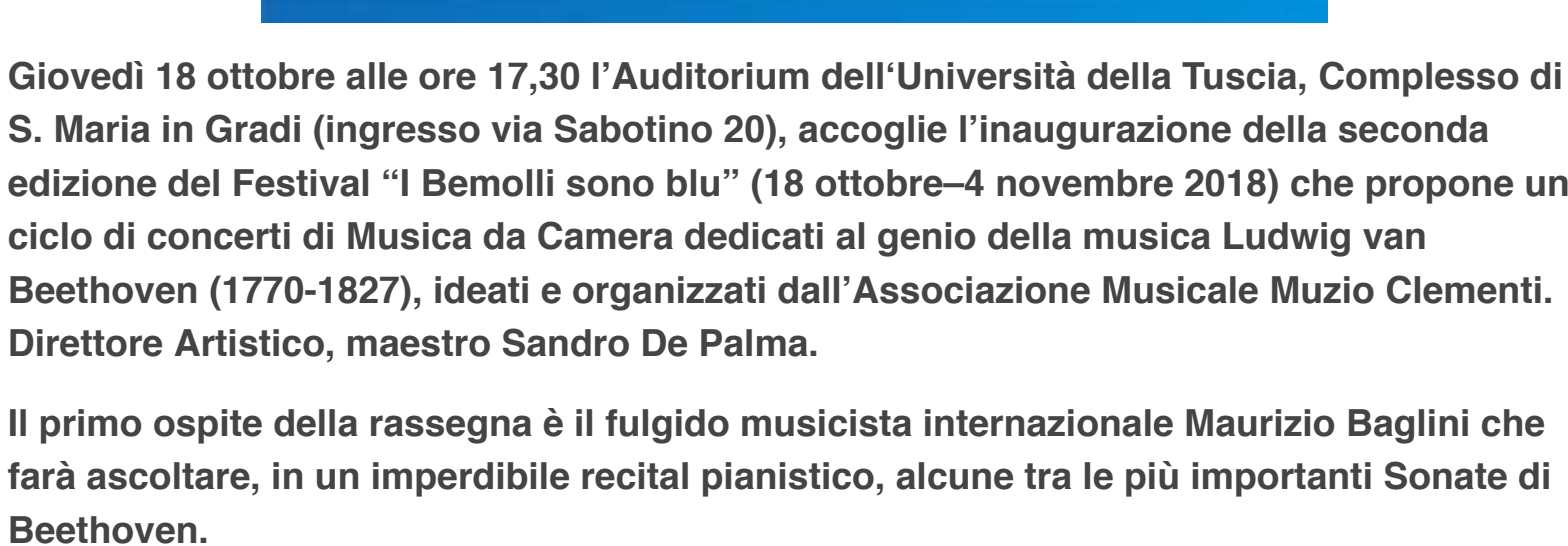 Giovedì 18 ottobre alle ore 17,30 l’Auditorium dell‘Università della Tuscia, Complesso di
S. Maria in Gradi (ingresso via Sabotino 20), accoglie l’inaugurazione della seconda
edizione del Festival “I Bemolli sono blu” (18 ottobre–4 novembre 2018) che propone un
ciclo di concerti di Musica da Camera dedicati al genio della musica Ludwig van
Beethoven (1770-1827), ideati e organizzati dall’Associazione Musicale Muzio Clementi.
Direttore Artistico, maestro Sandro De Palma.
Il primo ospite della rassegna è il fulgido musicista internazionale Maurizio Baglini che
farà ascoltare, in un imperdibile recital pianistico, alcune tra le più importanti Sonate di
Beethoven.